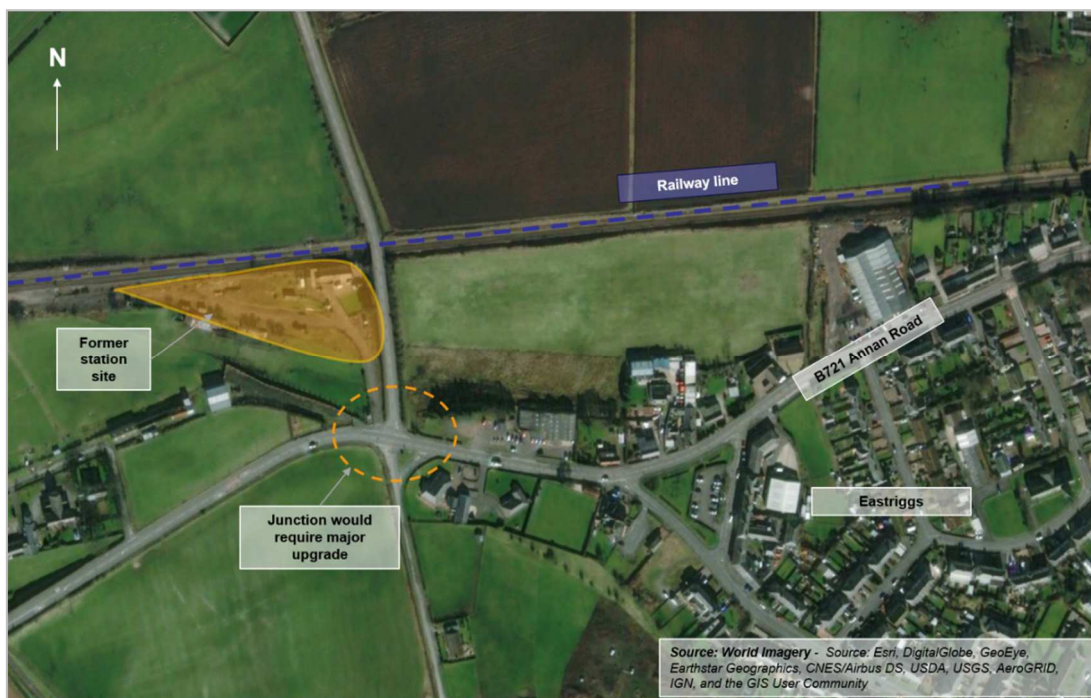 N
Railway line
Former
station
site
B721 Annan Road
Junction would
require major
upgrade
Eastriggs
Source: World Imagery - Source: Esri, DigitalGlobe, GeoEye,
Earthstar Geographics, CNES/Airbus DS, USDA, USGS, AeroGRID,
IGN, and the GIS User Community